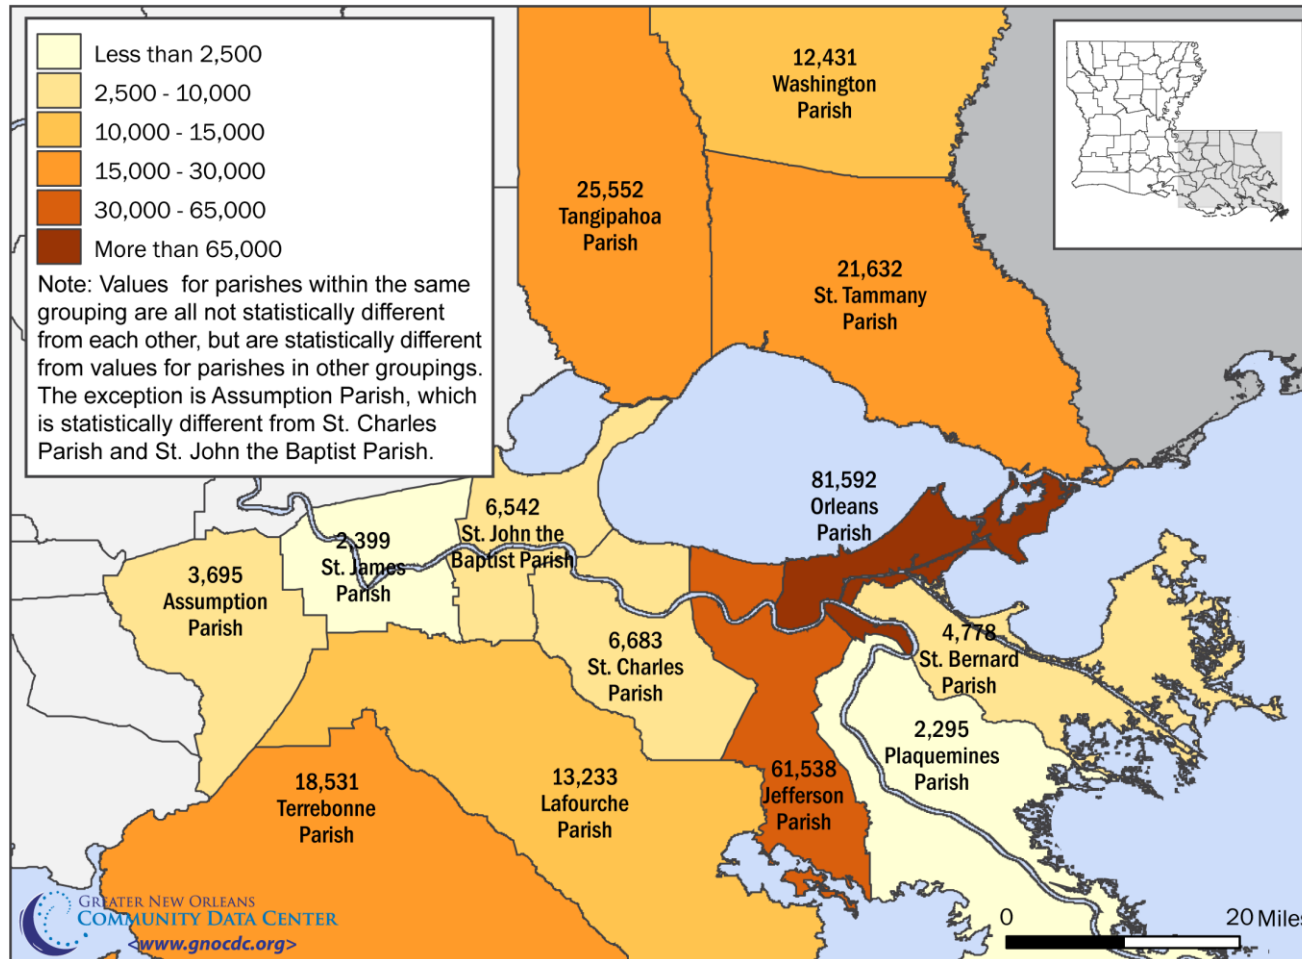 Less than 2,500
2,500 - 10,000
10,000 - 15,000
15,000 - 30,000
30,000 - 65,000
More than 65,000
Note: Values for parishes within the same
grouping are all not statistically different
from each other, but are statistically different
from values for parishes in other groupings.
The exception is Assumption Parish, which
is statistically different from St. Charles
Parish and St. John the Baptist Parish.
12,431
Washington
Parish
25,552
Tangipahoa
Parish
21,632
St. Tammany
Parish
81,592
Orleans
Parish
6,542
St. John the
Baptist Parish
2,399
St. James
Parish
3,695
Assumption
Parish
6,683
St. Charles
Parish
4,778
St. Bernard
Parish
2,295
Plaquemines
Parish
61,538
Jefferson
Parish
18,531
Terrebonne
Parish
13,233
Lafourche
Parish
GREATER NEW ORLEANS
COMMUNITY DATA CENTER
<www.gnocdc.org>
0 20 Miles